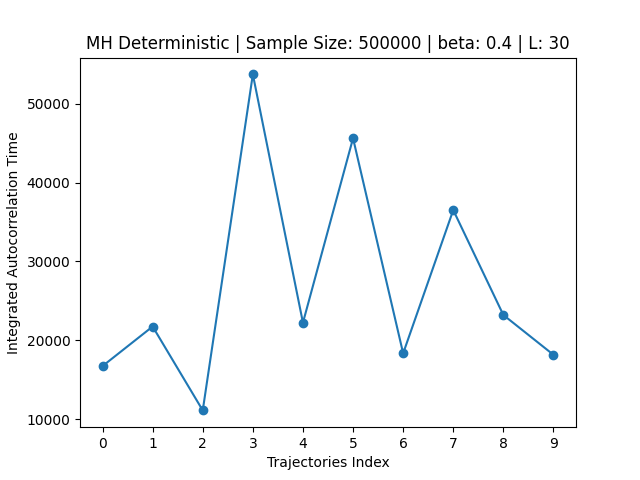 MH Deterministic | Sample Size: 500000 | beta: 0.4 | L: 30
Integrated Autocorrelation Time
50000
40000
30000
20000
10000
0 1 2 3 4 5 6 7 8 9
Trajectories Index